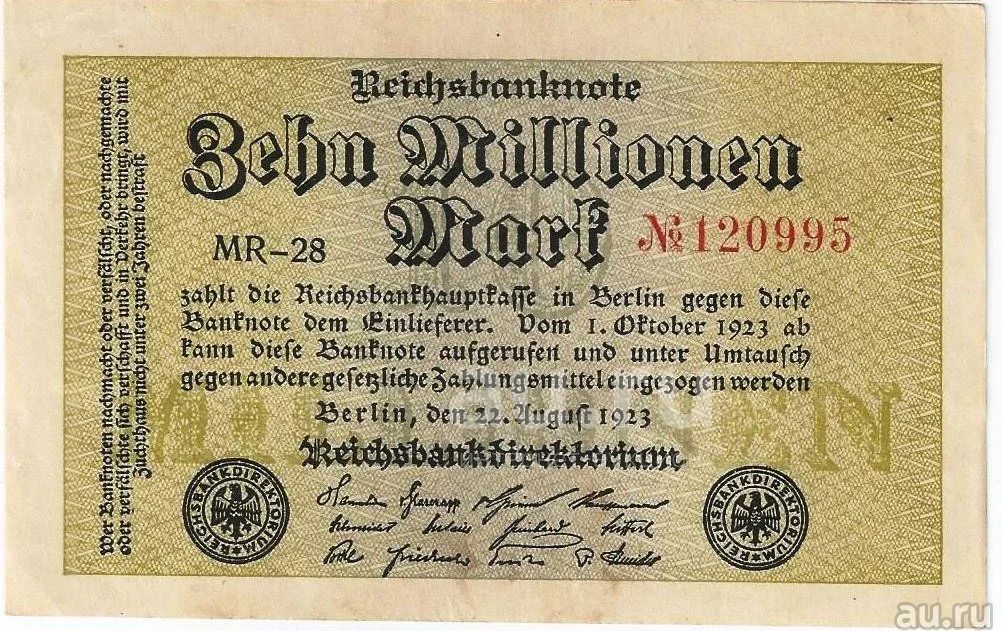 Reichsbanknote
Zehn Millionen
Mark
MR-28
№ 120995
zahlt die Reichsbankhauptkasse in Berlin gegen diese
Banknote dem Einlieferer. Vom 1. Oktober 1923 ab
kann diese Banknote aufgerufen und unter Umtausch
gegen andere gesetzliche Zahlungsmittel eingezogen werden
Berlin, den 22. August 1923
Reichsbankdirektorium
REICHSBANKDIREKTORIUM
REICHSBANKDIREKTORIUM
Wer Banknoten nachmacht oder verfälscht, oder nachgemachte
oder verfälschte sich verschafft und in Verkehr bringt, wird mit
Zuchthaus nicht unter zwei Jahren bestraft
au.ru